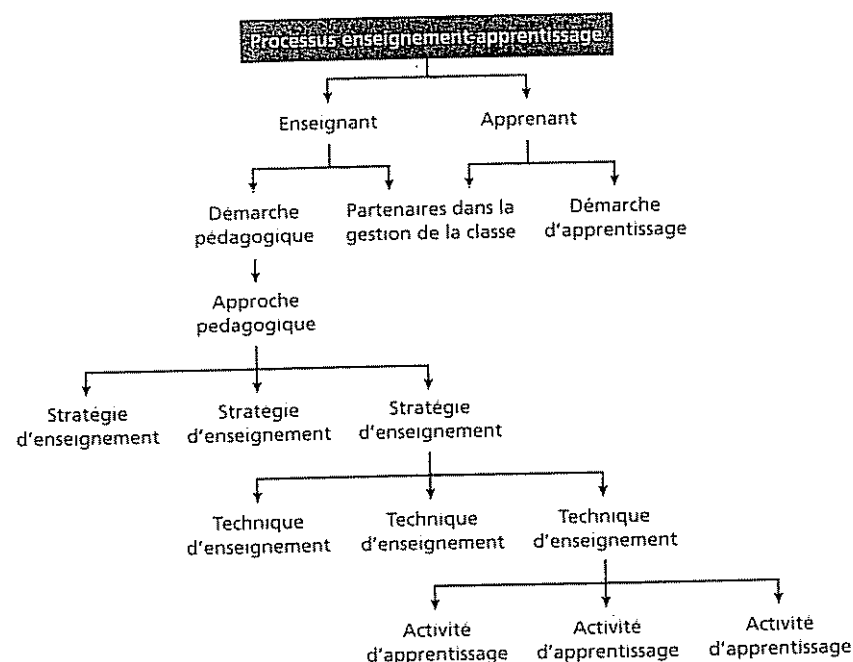 Processus enseignement-apprentissage
Enseignant
Apprenant
Démarche
pédagogique
Partenaires dans la
gestion de la classe
Démarche
d'apprentissage
Approche
pedagogique
Stratégie
d'enseignement
Stratégie
d'enseignement
Stratégie
d'enseignement
Technique
d'enseignement
Technique
d'enseignement
Technique
d'enseignement
Activité
d'apprentissage
Activité
d'apprentissage
Activité
d'apprentissage